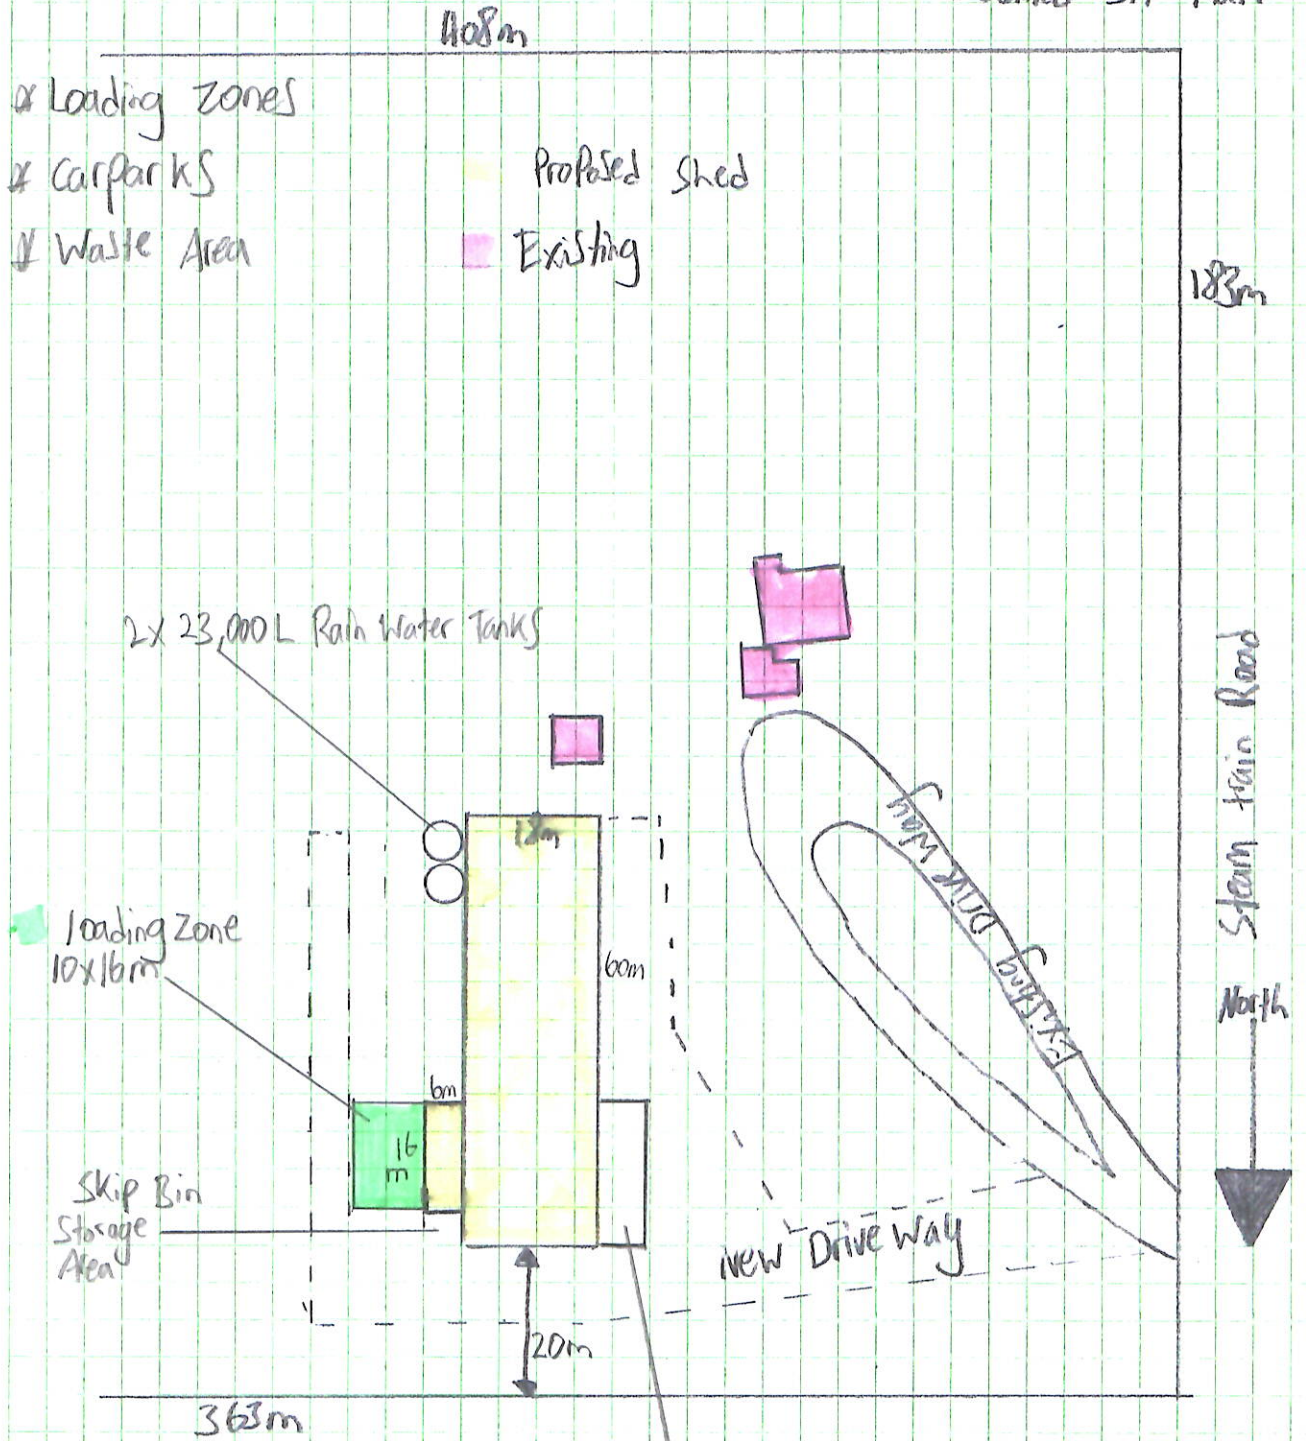 408m
* Loading Zones
* Carparks
* Waste Area
Proposed Shed
Existing
183m
2x 23,000L Rain Water Tanks
18m
Existing Drive Way
Steam train Road
loading zone
10x16m
60m
North
6m
16
m
Skip Bin
Storage
Area
New Drive Way
20m
363m